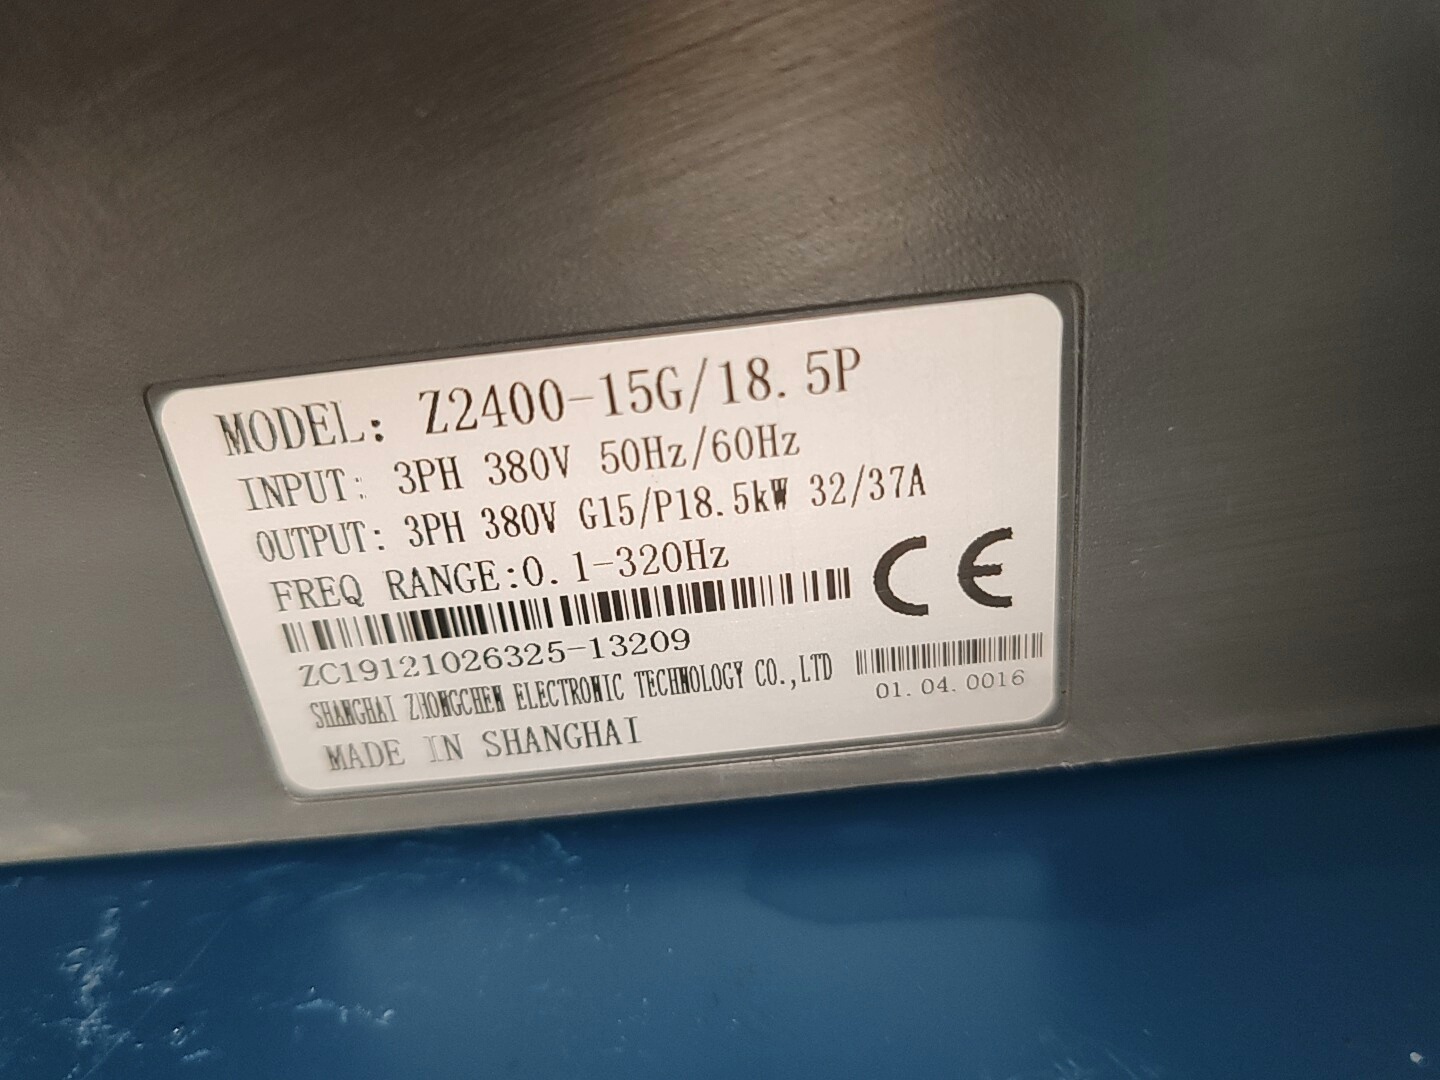 MODEL: Z2400-15G/18.5P
INPUT: 3PH 380V 50Hz/60Hz
OUTPUT: 3PH 380V G15/P18.5kW 32/37A
FREQ RANGE:0.1-320Hz
CE
ZC19121026325-13209
SHANGHAI ZHONGCHEN ELECTRONIC TECHNOLOGY CO.,LTD
01.04.0016
MADE IN SHANGHAI